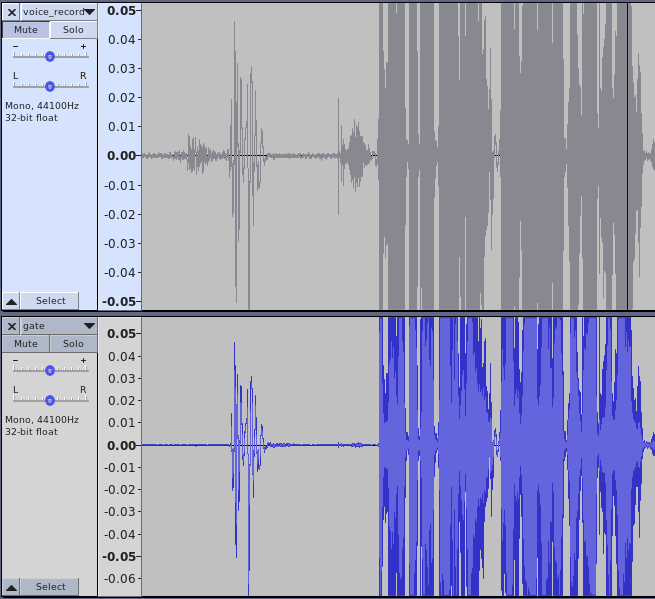 voice_record
Mute Solo
- +
L R
Mono, 44100Hz
32-bit float
Select
0.05
0.04
0.03
0.02
0.01
0.00
-0.01
-0.02
-0.03
-0.04
-0.05
gate
Mute Solo
- +
L R
Mono, 44100Hz
32-bit float
Select
0.05
0.04
0.03
0.02
0.01
0.00
-0.01
-0.02
-0.03
-0.04
-0.05
-0.06